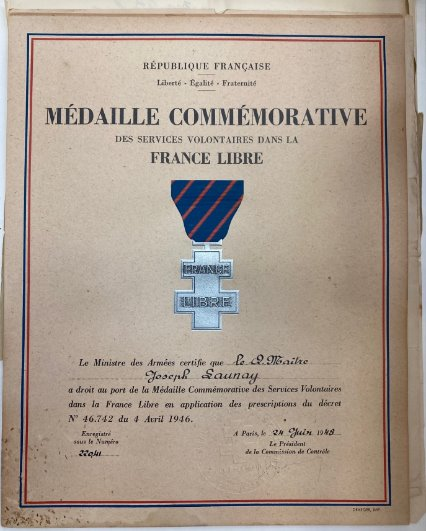 RÉPUBLIQUE FRANÇAISE
Liberté - Égalité - Fraternité
MÉDAILLE COMMÉMORATIVE
DES SERVICES VOLONTAIRES DANS LA
FRANCE LIBRE
FRANCE
LIBRE
Le Ministre des Armées certifie que le Q. Maître
Joseph Launay
a droit au port de la Médaille Commémorative des Services Volontaires
dans la France Libre en application des prescriptions du décret
N° 46.742 du 4 Avril 1946.
Enregistré
sous le Numéro
A Paris, le 24 Juin 1948
Le Président
de la Commission de Contrôle